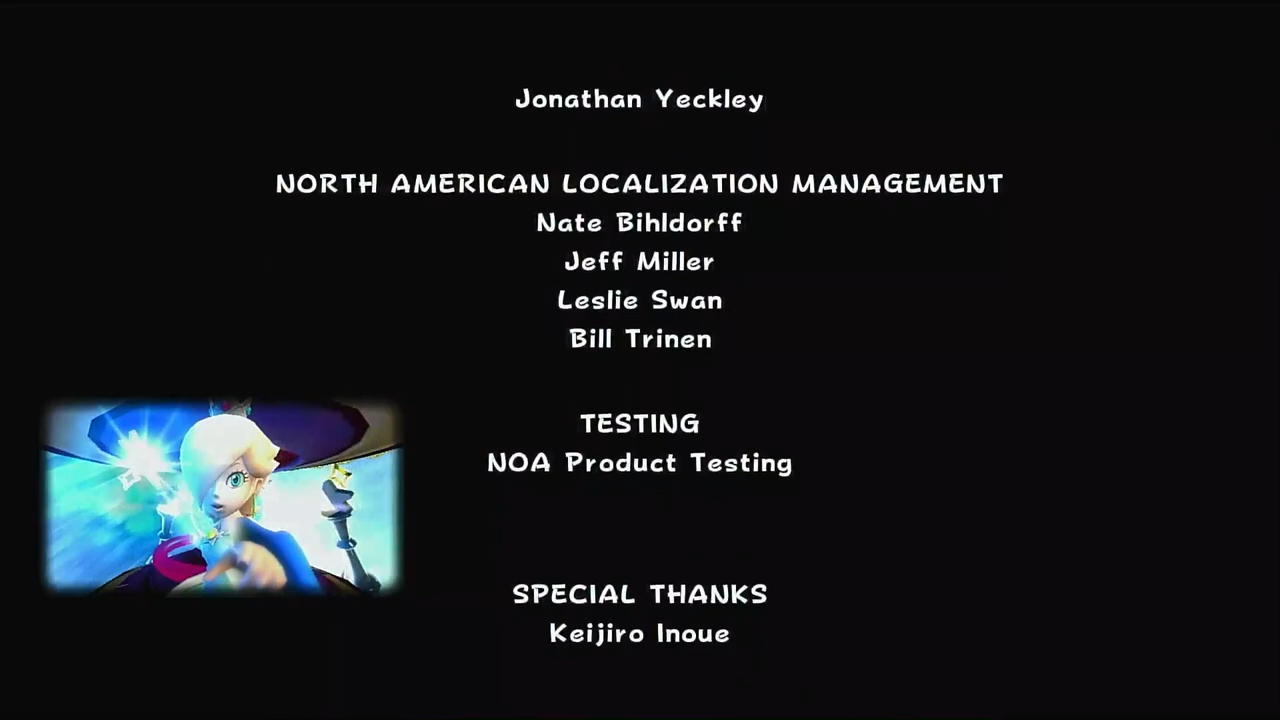 Jonathan Yeckley
NORTH AMERICAN LOCALIZATION MANAGEMENT
Nate Bihldorff
Jeff Miller
Leslie Swan
Bill Trinen
TESTING
NOA Product Testing
SPECIAL THANKS
Keijiro Inoue